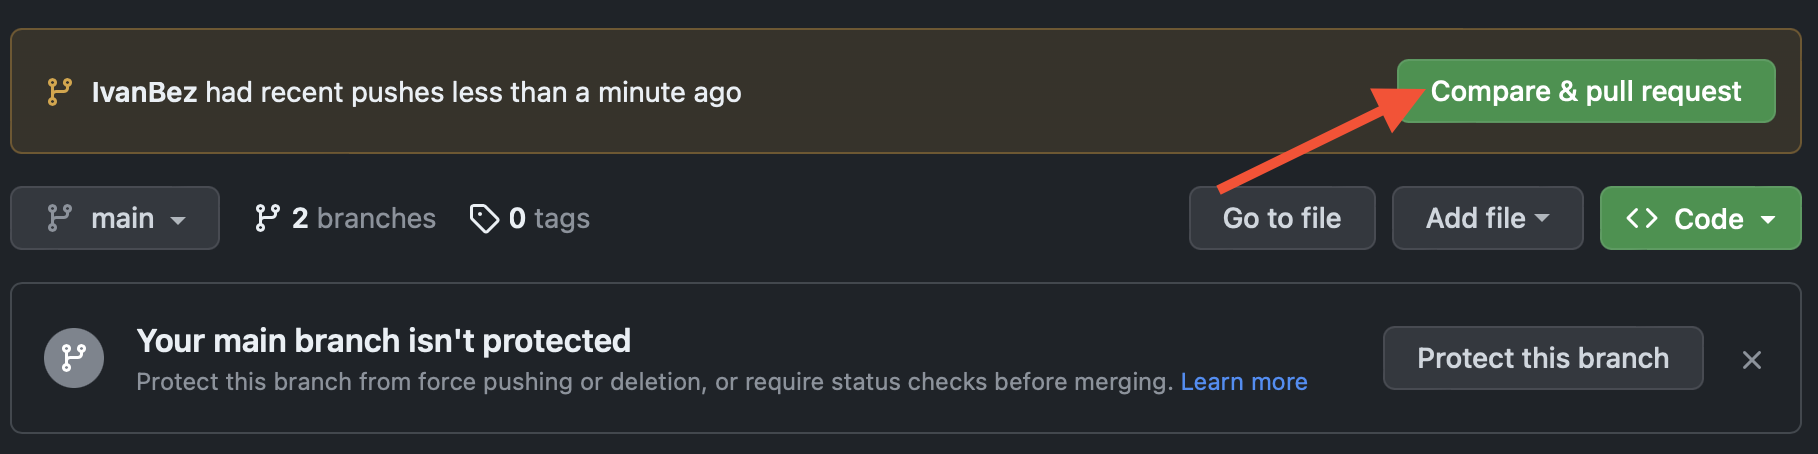 IvanBez had recent pushes less than a minute ago
Compare & pull request
main
2 branches
0 tags
Go to file
Add file
Code
Your main branch isn't protected
Protect this branch from force pushing or deletion, or require status checks before merging. Learn more
Protect this branch